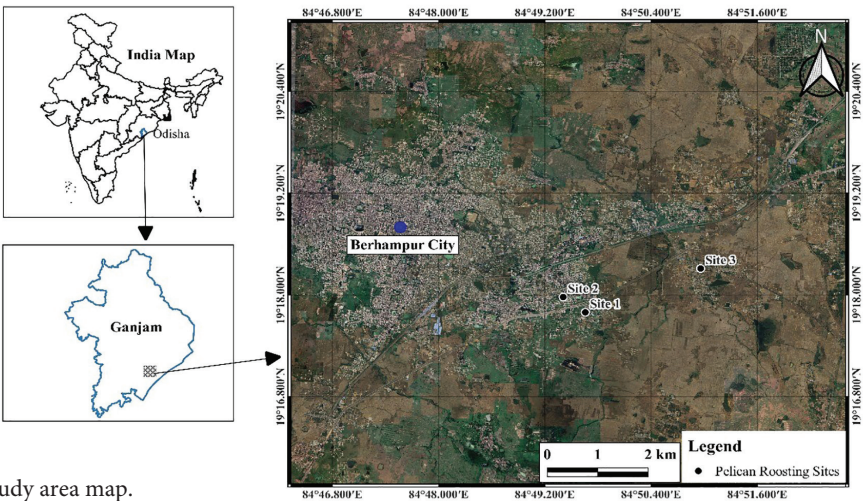 India Map
Odisha
Ganjam
84°46.800'E 84°48.000'E 84°49.200'E 84°50.400'E 84°51.600'E
N
19°20.400'N 19°20.400'N
19°19.200'N 19°19.200'N
Berhampur City
Site 3
Site 2
Site 1
19°18.000'N 19°18.000'N
19°16.800'N 19°16.800'N
0 1 2 km
Legend
Pelican Roosting Sites
84°46.800'E 84°48.000'E 84°49.200'E 84°50.400'E 84°51.600'E
udy area map.